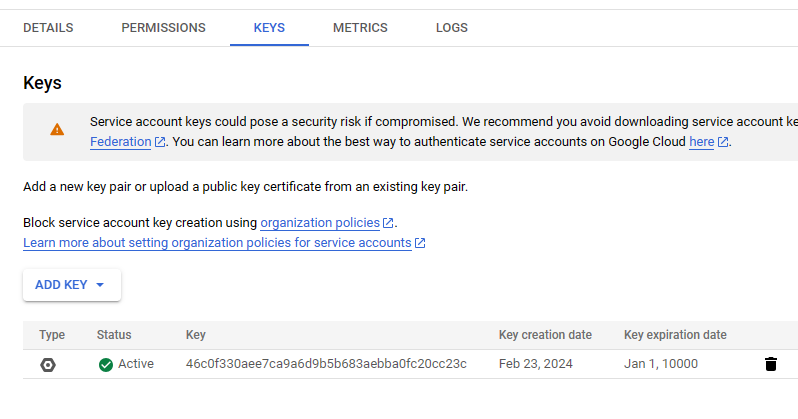 DETAILS PERMISSIONS KEYS METRICS LOGS
Keys
Service account keys could pose a security risk if compromised. We recommend you avoid downloading service account ke
Federation. You can learn more about the best way to authenticate service accounts on Google Cloud here.
Add a new key pair or upload a public key certificate from an existing key pair.
Block service account key creation using organization policies.
Learn more about setting organization policies for service accounts
ADD KEY
Type Status Key Key creation date Key expiration date
Active 46c0f330aee7ca9a6d9b5b683aebba0fc20cc23c Feb 23, 2024 Jan 1, 10000